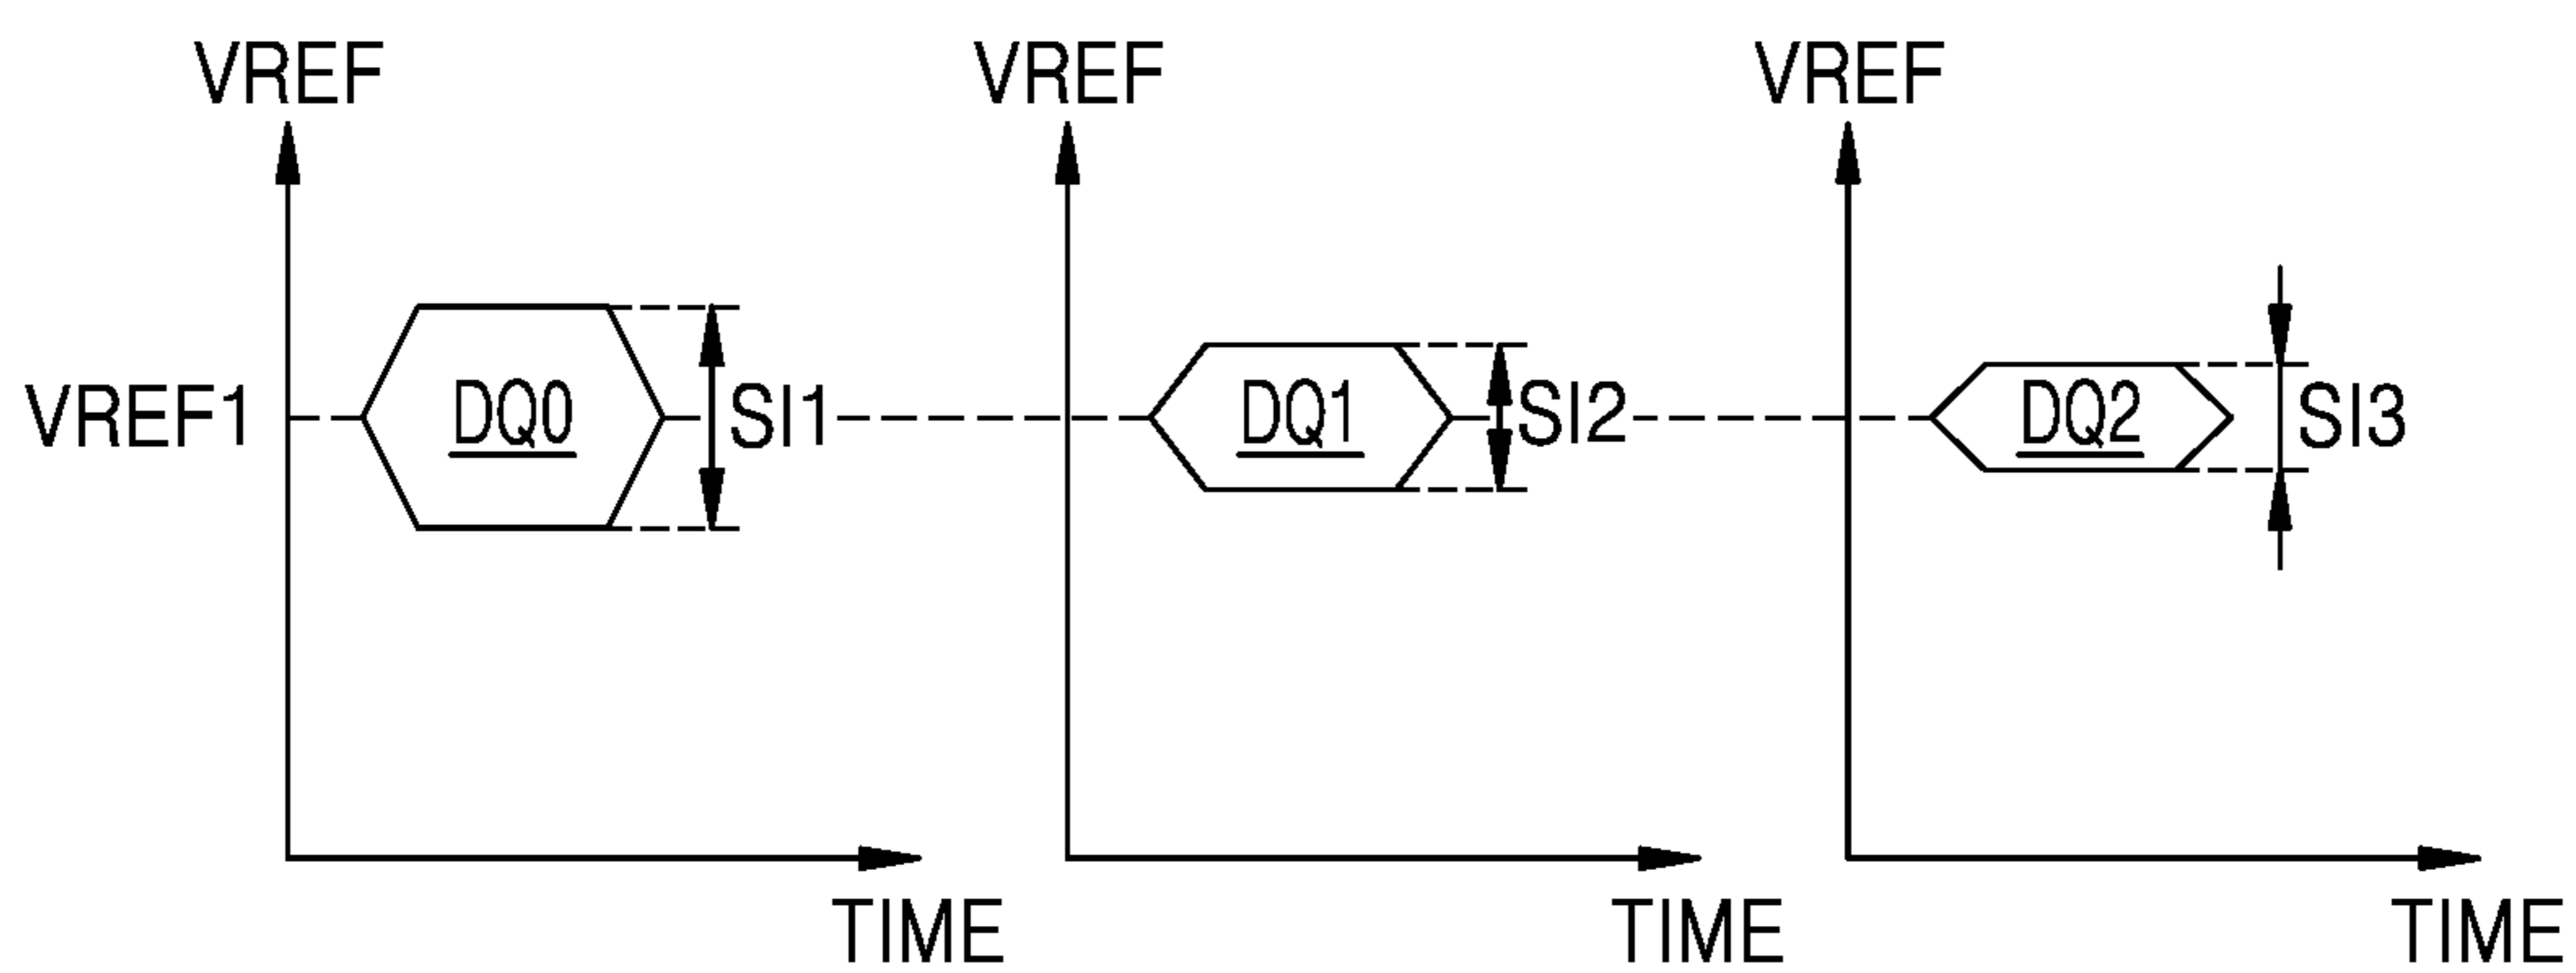 VREF VREF VREF
VREF1 DQ0 SI1 DQ1 SI2 DQ2 SI3
TIME TIME TIME